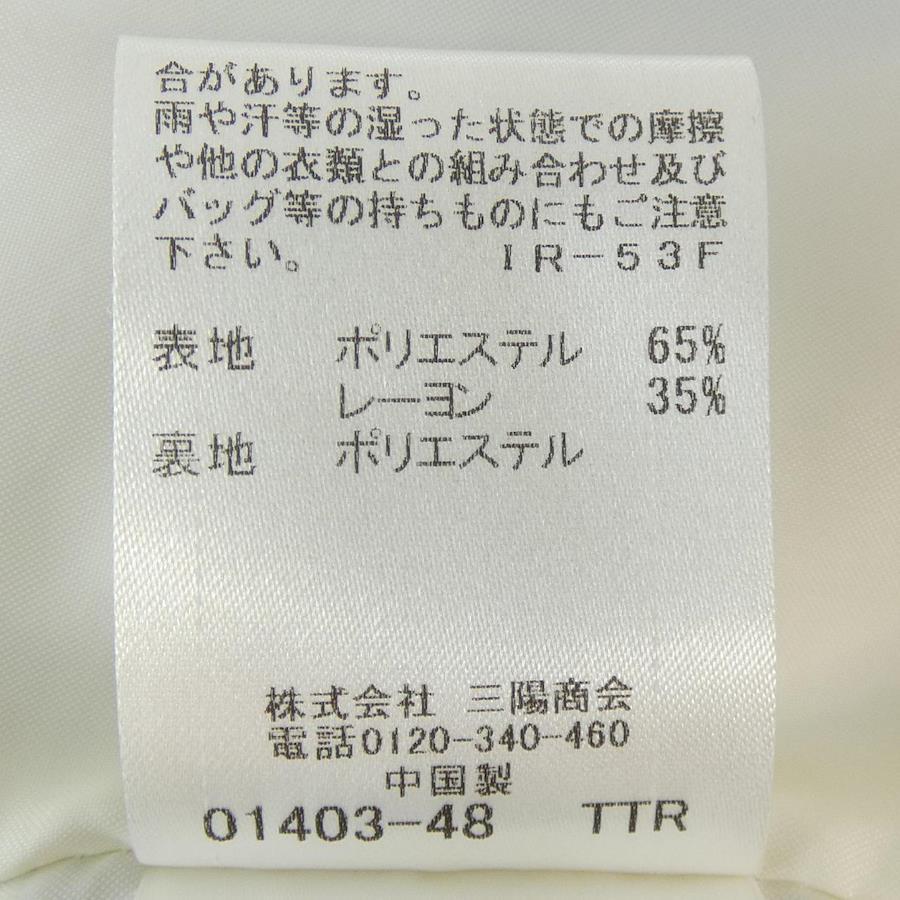 合があります。
雨や汗等の湿った状態での摩擦
や他の衣類との組み合わせ及び
バッグ等の持ちものにもご注意
下さい。 IR-53F
表地 ポリエステル 65%
レーヨン 35%
裏地 ポリエステル
株式会社 三陽商会
電話0120-340-460
中国製
01403-48 TTR